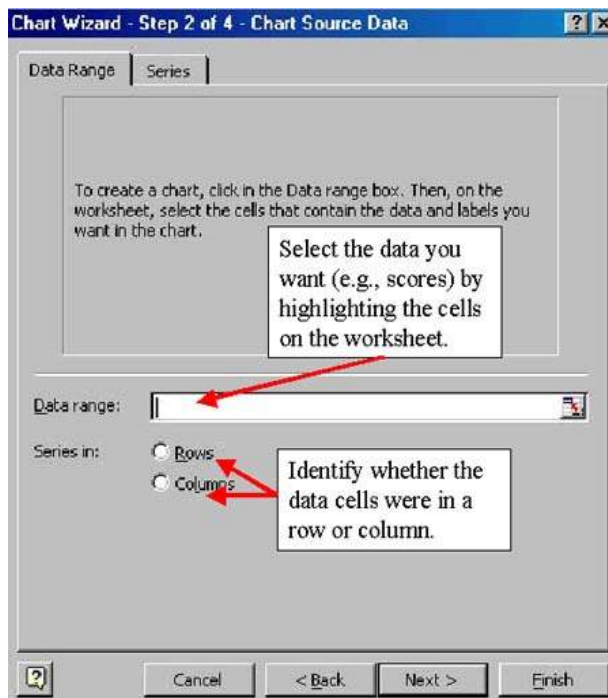 Chart Wizard - Step 2 of 4 - Chart Source Data
Data Range
Series
To create a chart, click in the Data range box. Then, on the
worksheet, select the cells that contain the data and labels you
want in the chart.
Select the data you
want (e.g., scores) by
highlighting the cells
on the worksheet.
Data range:
Series in:
Rows
Columns
Identify whether the
data cells were in a
row or column.
Cancel
< Back
Next >
Finish